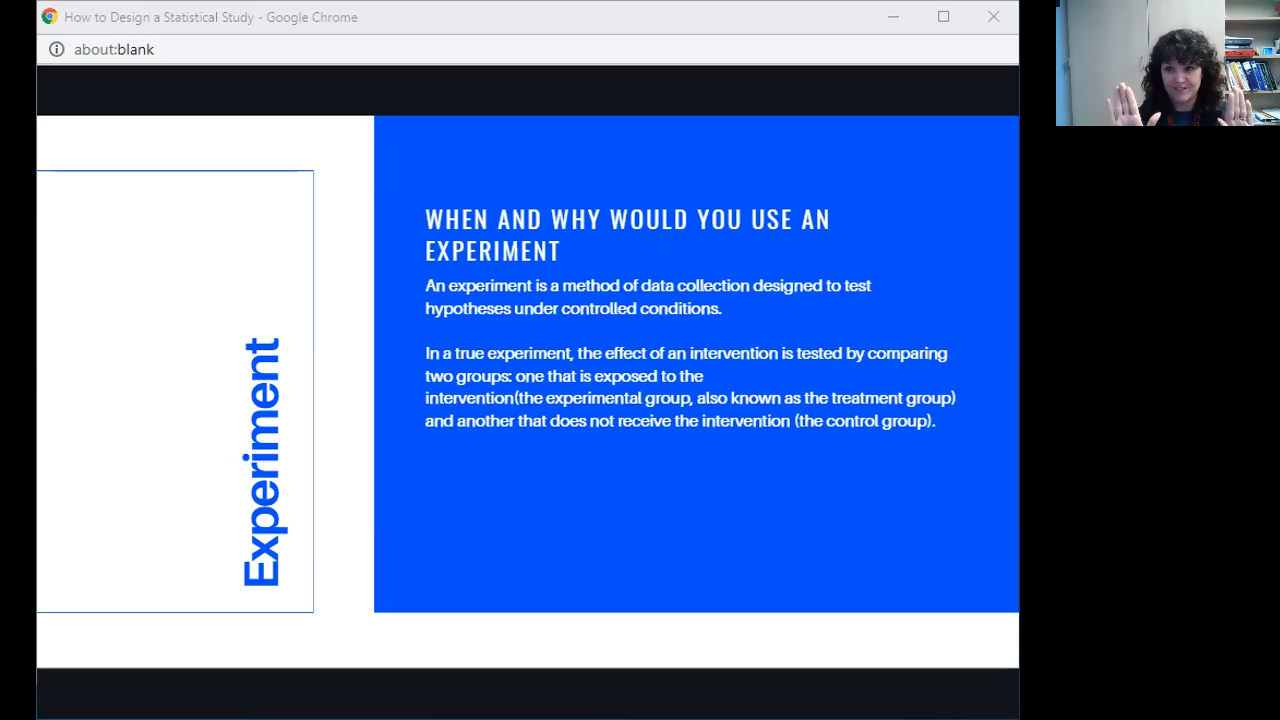 How to Design a Statistical Study - Google Chrome
about:blank
Experiment
WHEN AND WHY WOULD YOU USE AN
EXPERIMENT
An experiment is a method of data collection designed to test
hypotheses under controlled conditions.
In a true experiment, the effect of an intervention is tested by comparing
two groups: one that is exposed to the
intervention(the experimental group, also known as the treatment group)
and another that does not receive the intervention (the control group).